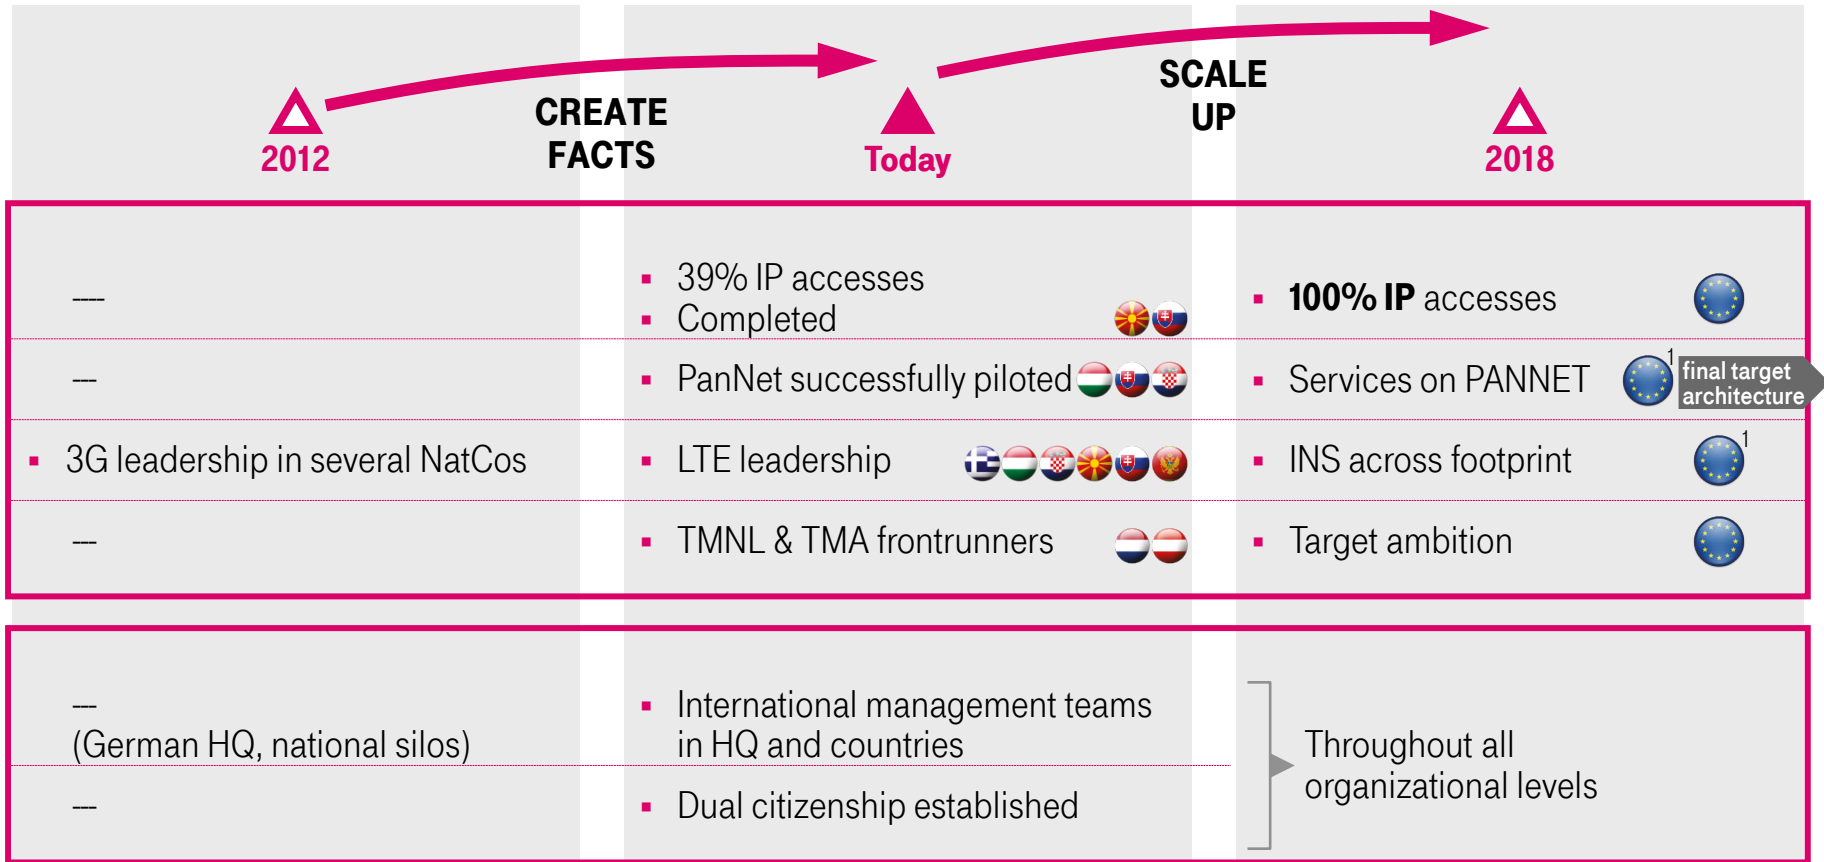 CREATE
FACTS
SCALE
UP
2012
Today
2018
----
▪ 39% IP accesses
▪ Completed
▪ 100% IP accesses
---
▪ PanNet successfully piloted
▪ Services on PANNET
1
final target
architecture
▪ 3G leadership in several NatCos
▪ LTE leadership
▪ INS across footprint
1
---
▪ TMNL & TMA frontrunners
▪ Target ambition
---
(German HQ, national silos)
▪ International management teams
in HQ and countries
Throughout all
organizational levels
---
▪ Dual citizenship established